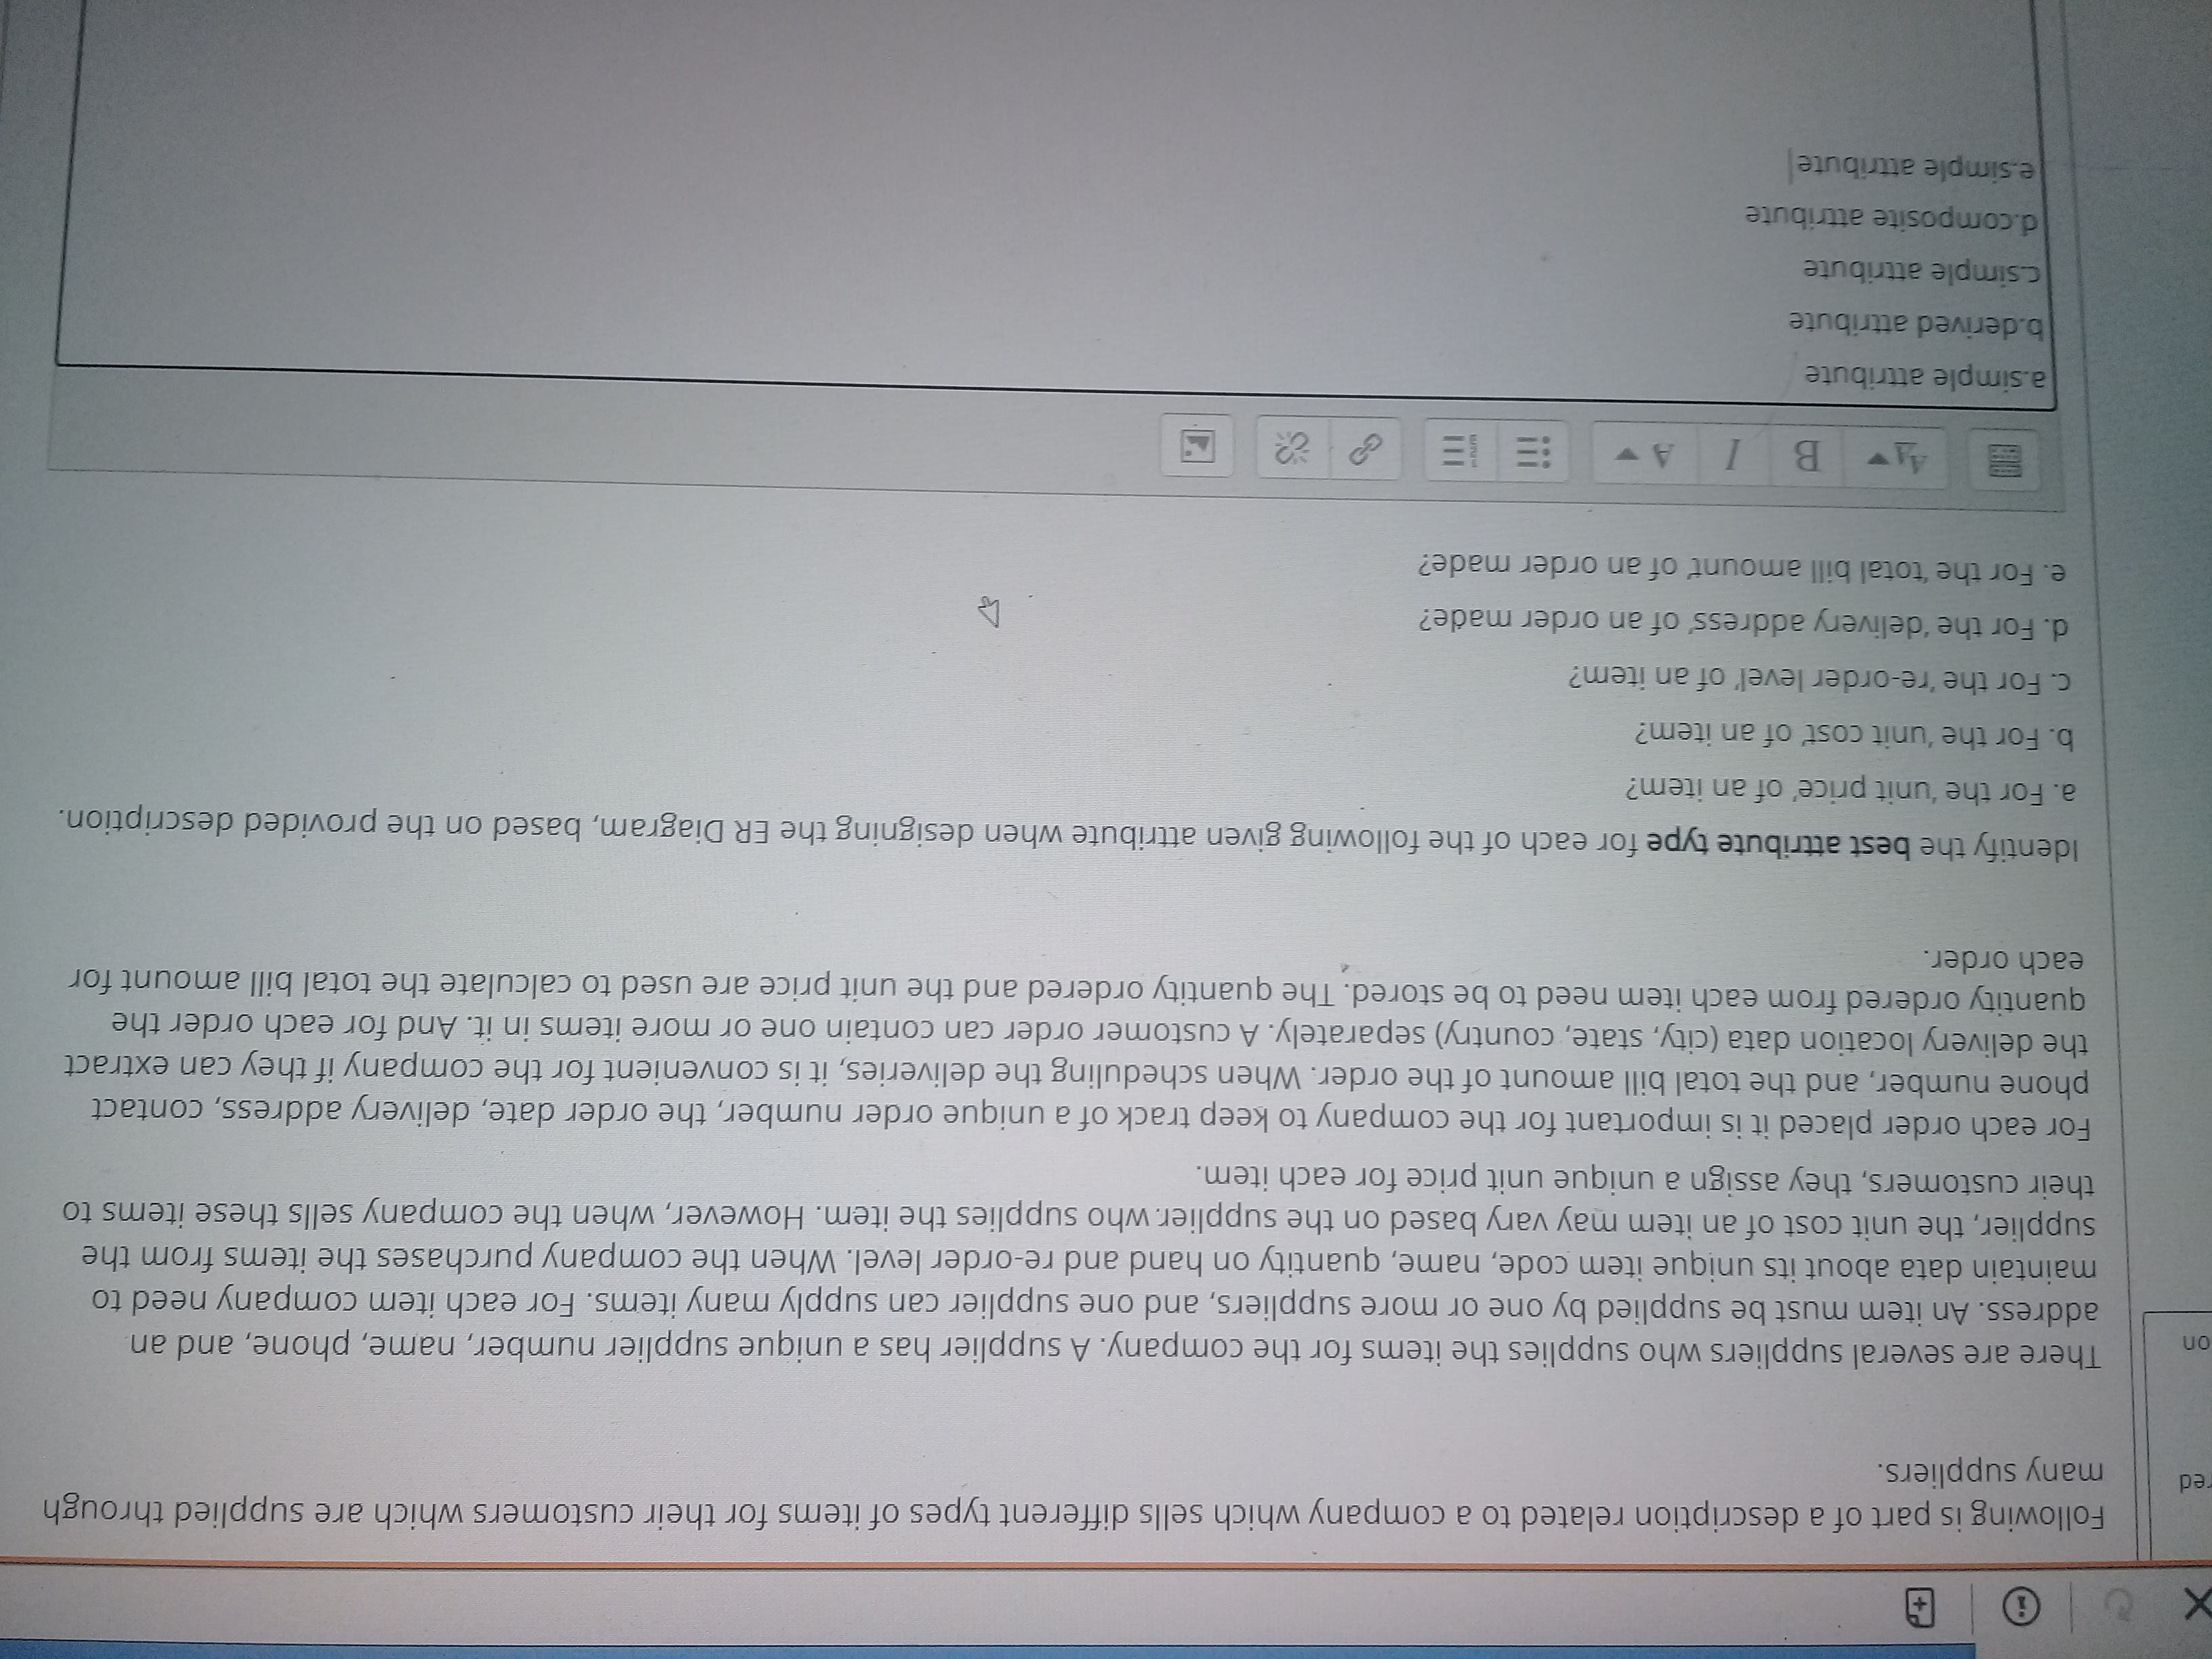 red
on
Following is part of a description related to a company which sells different types of items for their customers which are supplied through
many suppliers.
There are several suppliers who supplies the items for the company. A supplier has a unique supplier number, name, phone, and an
address. An item must be supplied by one or more suppliers, and one supplier can supply many items. For each item company need to
maintain data about its unique item code, name, quantity on hand and re-order level. When the company purchases the items from the
supplier, the unit cost of an item may vary based on the supplier who supplies the item. However, when the company sells these items to
their customers, they assign a unique unit price for each item.
For each order placed it is important for the company to keep track of a unique order number, the order date, delivery address, contact
phone number, and the total bill amount of the order. When scheduling the deliveries, it is convenient for the company if they can extract
the delivery location data (city, state, country) separately. A customer order can contain one or more items in it. And for each order the
quantity ordered from each item need to be stored. The quantity ordered and the unit price are used to calculate the total bill amount for
each order.
Identify the best attribute type for each of the following given attribute when designing the ER Diagram, based on the provided description.
a. For the 'unit price' of an item?
b. For the 'unit cost' of an item?
c. For the 're-order level' of an item?
d. For the 'delivery address' of an order made?
e. For the 'total bill amount' of an order made?
B I A
a.simple attribute
b.derived attribute
c.simple attribute
d.composite attribute
e.simple attribute